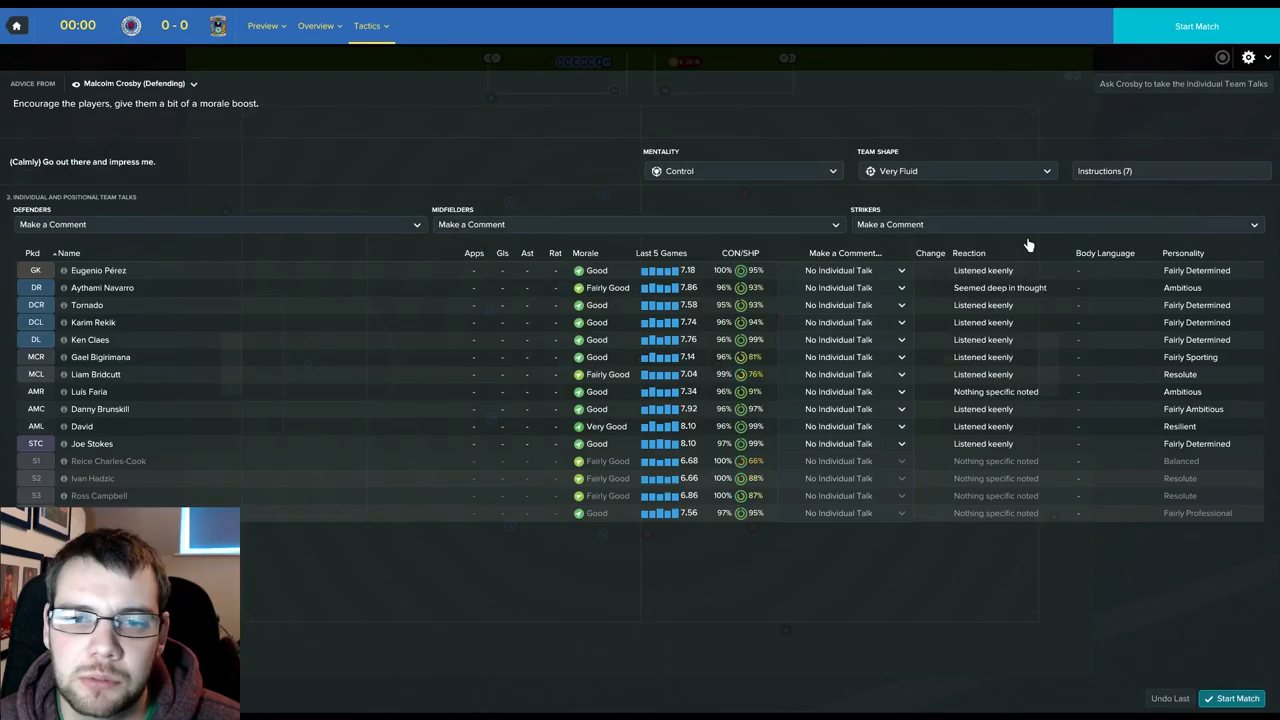 00:00 0 - 0 Preview Overview Tactics Start Match
ADVICE FROM Malcolm Crosby (Defending) Ask Crosby to take the Individual Team Talks
Encourage the players, give them a bit of a morale boost.
MENTALITY TEAM SHAPE
(Calmly) Go out there and impress me. Control Very Fluid Instructions (7)
2. INDIVIDUAL AND POSITIONAL TEAM TALKS
DEFENDERS MIDFIELDERS STRIKERS
Make a Comment Make a Comment Make a Comment
Pkd Name Apps Gls Ast Rat Morale Last 5 Games CON/SHP Make a Comment... Change Reaction Body Language Personality
GK Eugenio Pérez - - - - Good 7.18 100% 95% No Individual Talk Listened keenly - Fairly Determined
DR Aythami Navarro - - - - Fairly Good 7.86 96% 93% No Individual Talk Seemed deep in thought - Ambitious
DCR Tornado - - - - Good 7.58 95% 93% No Individual Talk Listened keenly - Fairly Determined
DCL Karim Rekik - - - - Good 7.74 96% 94% No Individual Talk Listened keenly - Fairly Determined
DL Ken Claes - - - - Good 7.76 96% 99% No Individual Talk Listened keenly - Fairly Determined
MCR Gael Bigirimana - - - - Good 7.14 96% 81% No Individual Talk Listened keenly - Fairly Sporting
MCL Liam Bridcutt - - - - Fairly Good 7.04 99% 76% No Individual Talk Listened keenly - Resolute
AMR Luís Faria - - - - Good 7.34 96% 91% No Individual Talk Nothing specific noted - Ambitious
AMC Danny Brunskill - - - - Good 7.92 96% 97% No Individual Talk Listened keenly - Fairly Ambitious
AML David - - - - Very Good 8.10 96% 99% No Individual Talk Listened keenly - Resilient
STC Joe Stokes - - - - Good 8.10 97% 99% No Individual Talk Listened keenly - Fairly Determined
S1 Reice Charles-Cook - - - - Fairly Good 6.68 100% 66% No Individual Talk Nothing specific noted - Balanced
S2 Ivan Hadzic - - - - Fairly Good 6.66 100% 88% No Individual Talk Nothing specific noted - Resolute
S3 Ross Campbell - - - - Fairly Good 6.86 100% 87% No Individual Talk Nothing specific noted - Resolute
Good 7.56 97% 95% No Individual Talk Nothing specific noted - Fairly Professional
Undo Last Start Match